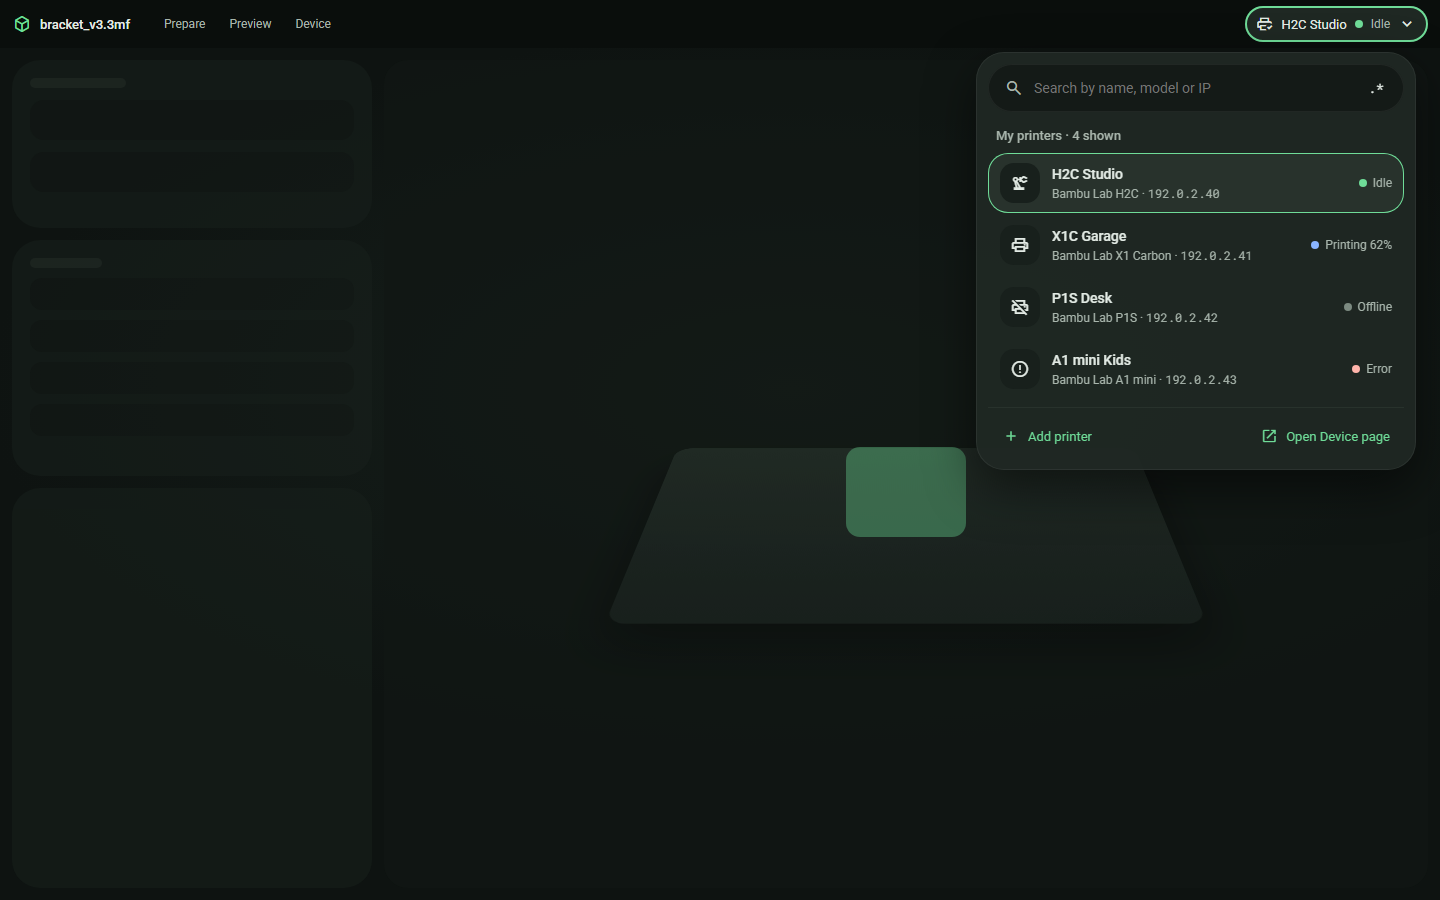 bracket_v3.3mf
Prepare
Preview
Device
H2C Studio
Idle
Search by name, model or IP
.*
My printers · 4 shown
H2C Studio
Bambu Lab H2C · 192.0.2.40
Idle
X1C Garage
Bambu Lab X1 Carbon · 192.0.2.41
Printing 62%
P1S Desk
Bambu Lab P1S · 192.0.2.42
Offline
A1 mini Kids
Bambu Lab A1 mini · 192.0.2.43
Error
Add printer
Open Device page